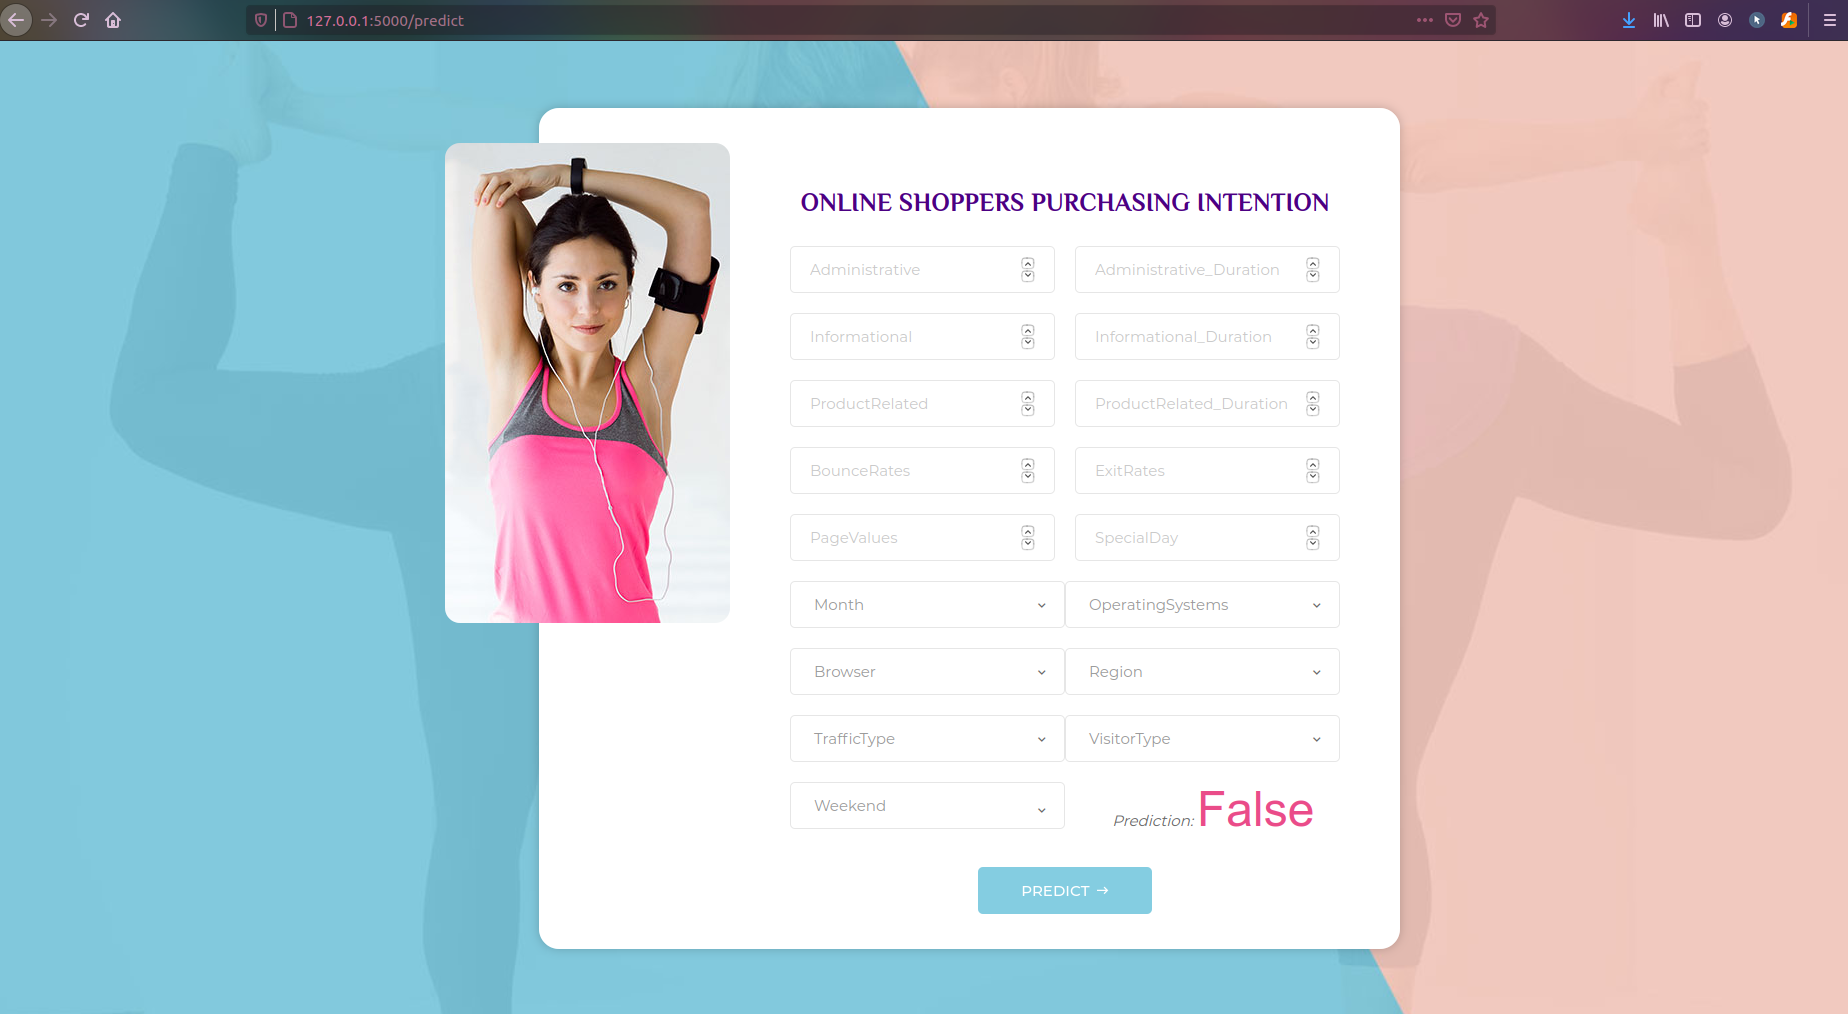 127.0.0.1:5000/predict
ONLINE SHOPPERS PURCHASING INTENTION
Administrative
Administrative_Duration
Informational
Informational_Duration
ProductRelated
ProductRelated_Duration
BounceRates
ExitRates
PageValues
SpecialDay
Month
OperatingSystems
Browser
Region
TrafficType
VisitorType
Weekend
Prediction: False
PREDICT →